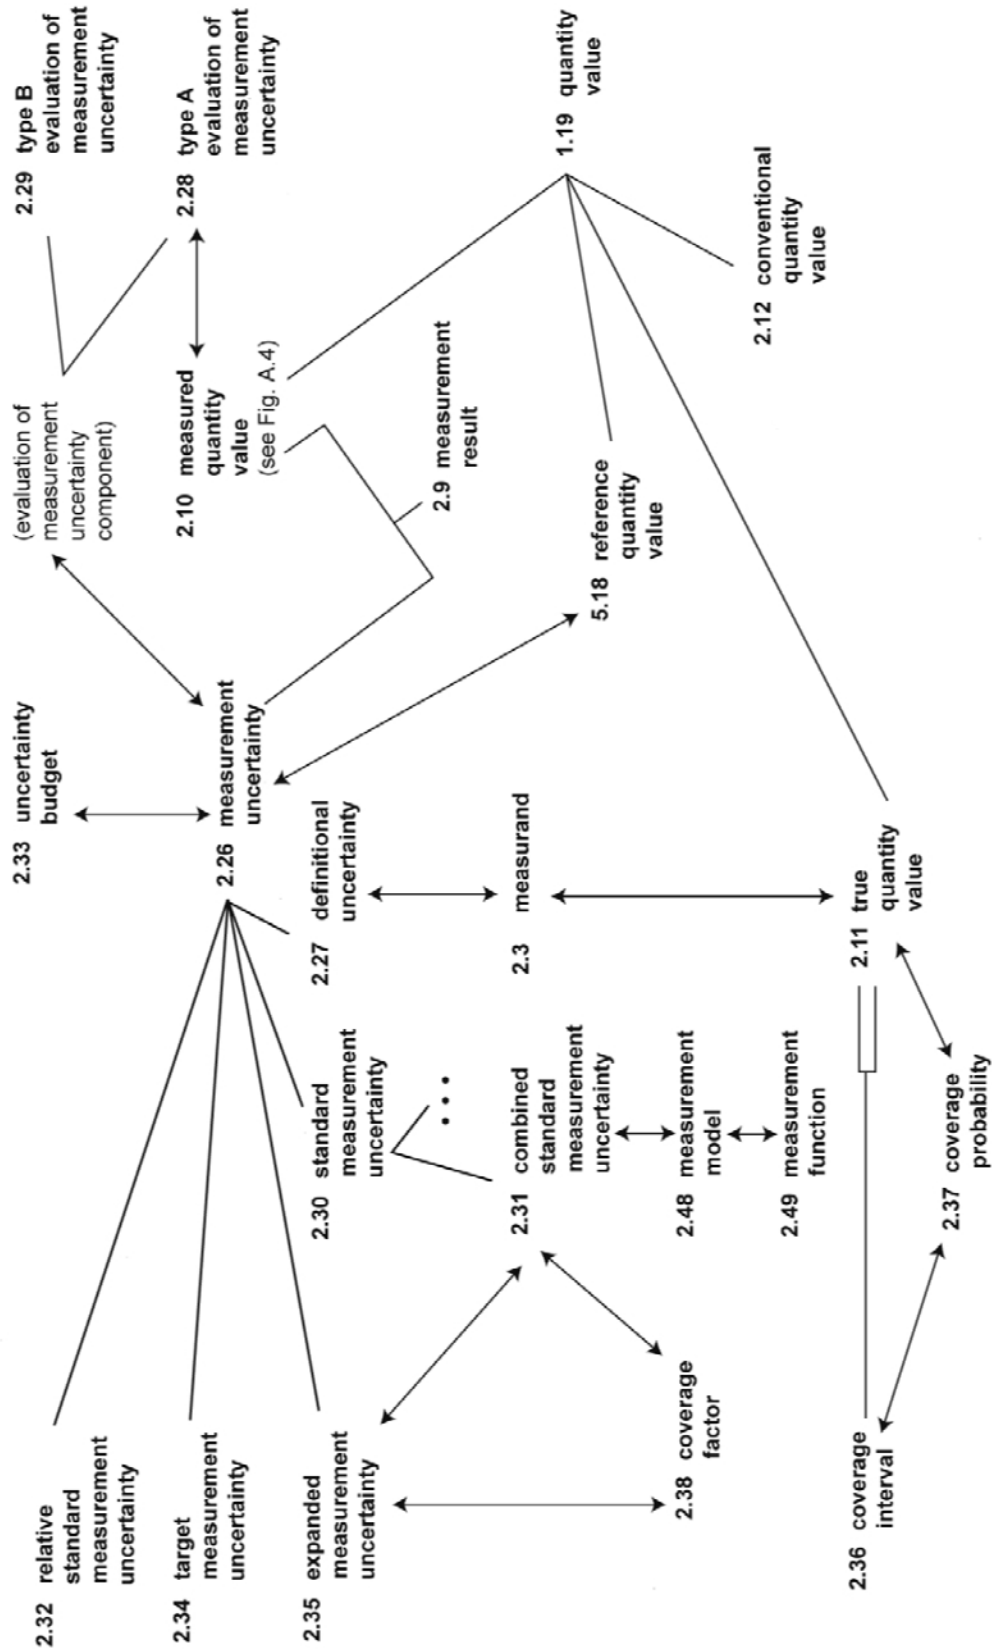 2.33 uncertainty
budget
(evaluation of
measurement
uncertainty
component)
2.29 type B
evaluation of
measurement
uncertainty
2.32 relative
standard
measurement
uncertainty
2.34 target
measurement
uncertainty
2.26 measurement
uncertainty
2.10 measured
quantity
value
(see Fig. A.4)
2.28 type A
evaluation of
measurement
uncertainty
2.35 expanded
measurement
uncertainty
2.30 standard
measurement
uncertainty
2.27 definitional
uncertainty
2.9 measurement
result
• • •
2.31 combined
standard
measurement
uncertainty
2.3 measurand
5.18 reference
quantity
value
1.19 quantity
value
2.38 coverage
factor
2.48 measurement
model
2.12 conventional
quantity
value
2.49 measurement
function
2.36 coverage
interval
2.11 true
quantity
value
2.37 coverage
probability